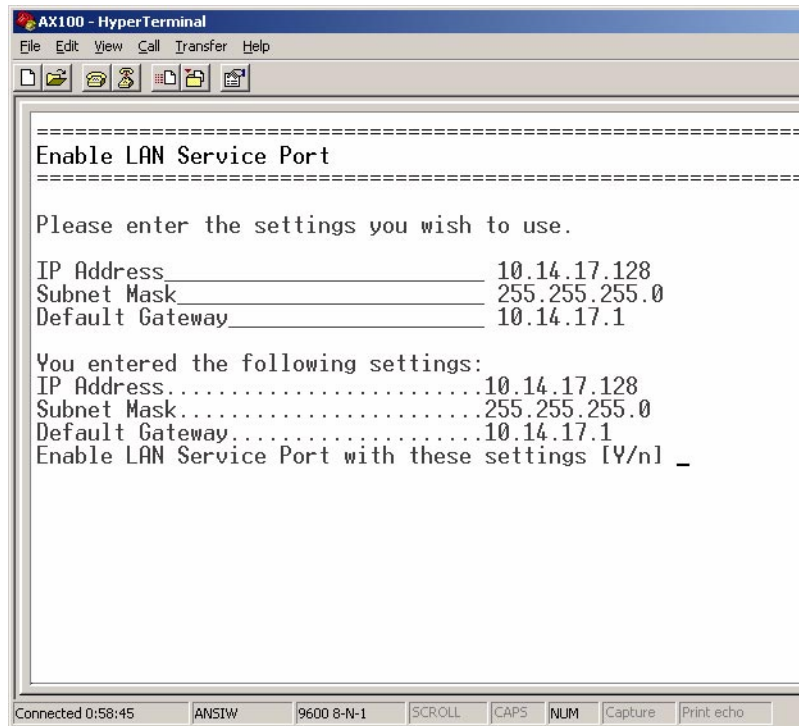 AX100 - HyperTerminal
File Edit View Call Transfer Help
============================================================
Enable LAN Service Port
============================================================
Please enter the settings you wish to use.
IP Address_________________________ 10.14.17.128
Subnet Mask________________________ 255.255.255.0
Default Gateway____________________ 10.14.17.1
You entered the following settings:
IP Address.........................10.14.17.128
Subnet Mask........................255.255.255.0
Default Gateway....................10.14.17.1
Enable LAN Service Port with these settings [Y/n] _
Connected 0:58:45 ANSIW 9600 8-N-1 SCROLL CAPS NUM Capture Print echo